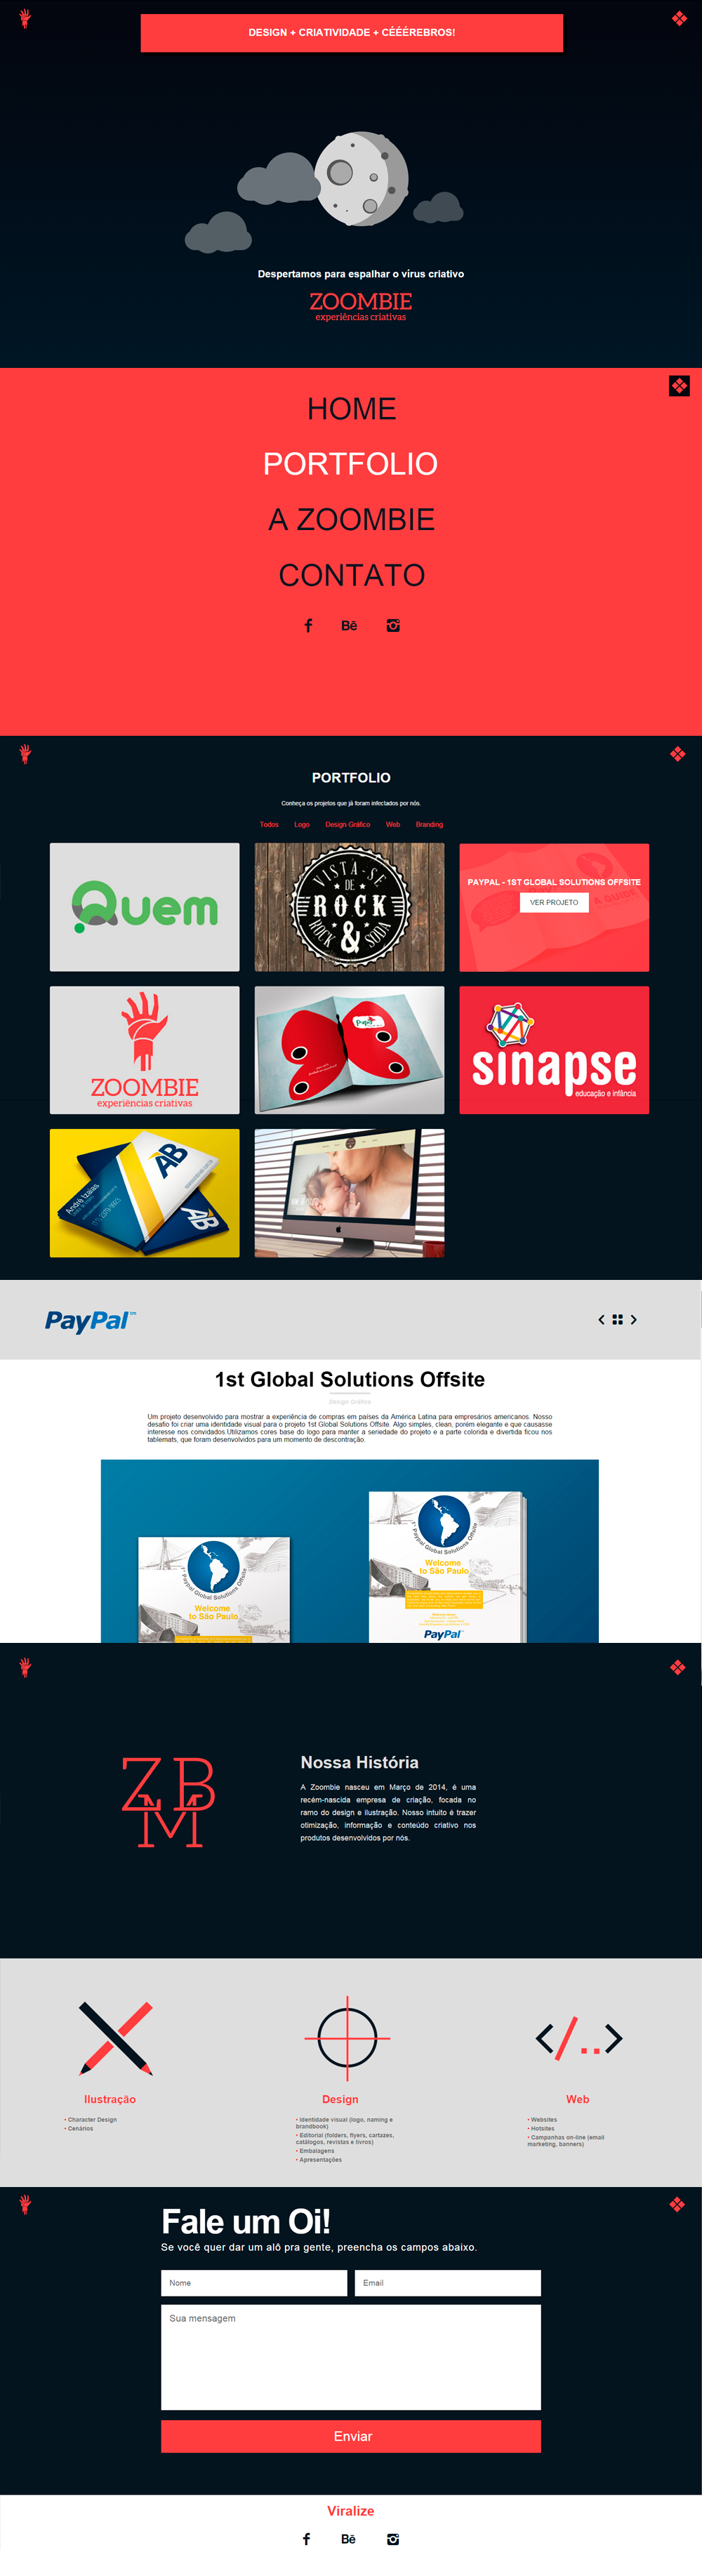 DESIGN + CRIATIVIDADE + CÉÉÉREBROS!
Despertamos para espalhar o virus criativo
ZOOMBIE
experiências criativas
HOME
PORTFOLIO
A ZOOMBIE
CONTATO
Bē
PORTFOLIO
Conheça os projetos que já foram infectados por nós.
Todos Logo Design Gráfico Web Branding
Quem
VISTÁ-SE
DE
ROCK
&
ROCK SODA
PAYPAL - 1ST GLOBAL SOLUTIONS OFFSITE
VER PROJETO
A GUIDE
ZOOMBIE
experiências criativas
sinapse
educação e infância
André Izaias
AB
AB
PayPal™
1st Global Solutions Offsite
Design Gráfico
Um projeto desenvolvido para mostrar a experiência de compras em países da América Latina para empresários americanos. Nosso
desafio foi criar uma identidade visual para o projeto 1st Global Solutions Offsite. Algo simples, clean, porém elegante e que causasse
interesse nos convidados.Utilizamos cores base do logo para manter a seriedade do projeto e a parte colorida e divertida ficou nos
tablemats, que foram desenvolvidos para um momento de descontração.
1st Paypal Global Solutions Offsite
Welcome
to São Paulo
1st Paypal Global Solutions Offsite
Welcome
to São Paulo
PayPal™
ZB
M
Nossa História
A Zoombie nasceu em Março de 2014, é uma
recém-nascida empresa de criação, focada no
ramo do design e ilustração. Nosso intuito é trazer
otimização, informação e conteúdo criativo nos
produtos desenvolvidos por nós.
Ilustração
• Character Design
• Cenários
Design
• Identidade visual (logo, naming e
brandbook)
• Editorial (folders, flyers, cartazes,
catálogos, revistas e livros)
• Embalagens
• Apresentações
Web
• Websites
• Hotsites
• Campanhas on-line (email
marketing, banners)
Fale um Oi!
Se você quer dar um alô pra gente, preencha os campos abaixo.
Nome
Email
Sua mensagem
Enviar
Viralize
Bē